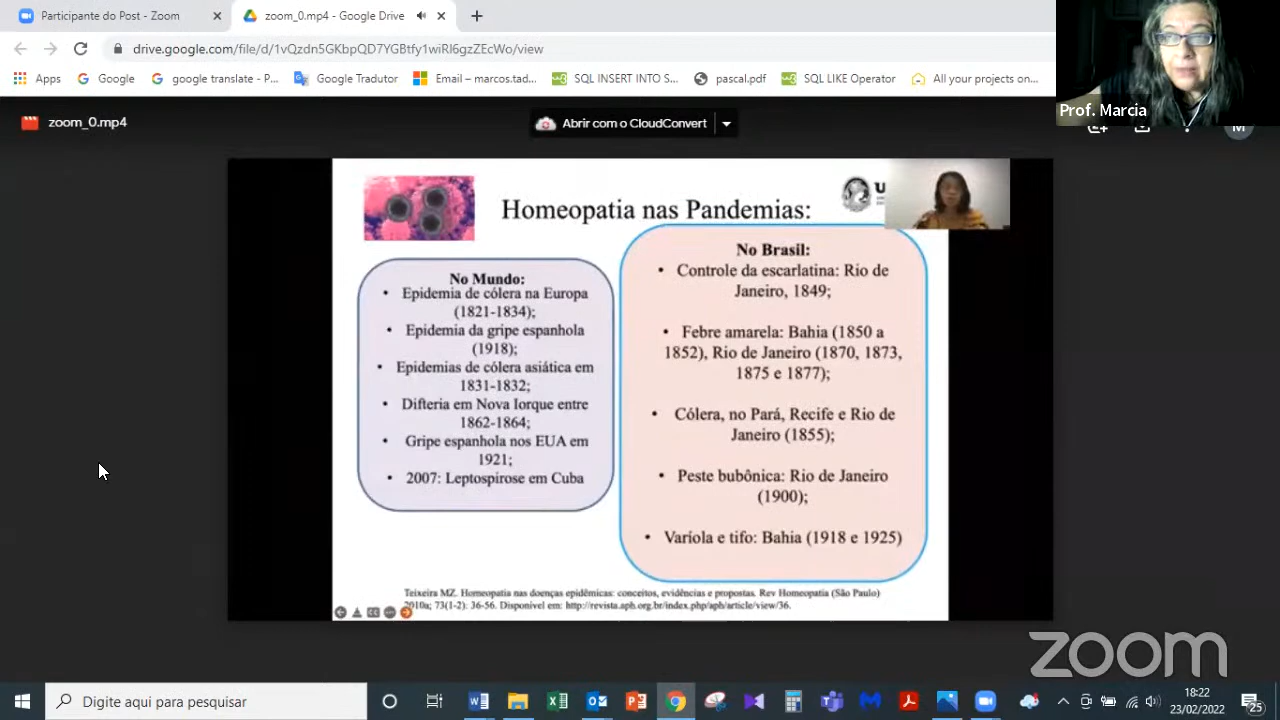 Participante do Post - Zoom
zoom_0.mp4 - Google Drive
drive.google.com/file/d/1vQzdn5GKbpQD7YGBtfy1wiRl6gzZEcWo/view
Apps
Google
google translate - P...
Google Tradutor
Email – marcos.tad...
SQL INSERT INTO S...
pascal.pdf
SQL LIKE Operator
All your projects on...
Prof. Marcia
zoom_0.mp4
Abrir com o CloudConvert
M
Homeopatia nas Pandemias:
U
No Mundo:
• Epidemia de cólera na Europa
(1821-1834);
• Epidemia da gripe espanhola
(1918);
• Epidemias de cólera asiática em
1831-1832;
• Difteria em Nova Iorque entre
1862-1864;
• Gripe espanhola nos EUA em
1921;
• 2007: Leptospirose em Cuba
No Brasil:
• Controle da escarlatina: Rio de
Janeiro, 1849;
• Febre amarela: Bahia (1850 a
1852), Rio de Janeiro (1870, 1873,
1875 e 1877);
• Cólera, no Pará, Recife e Rio de
Janeiro (1855);
• Peste bubônica: Rio de Janeiro
(1900);
• Varíola e tifo: Bahia (1918 e 1925)
Teixeira MZ. Homeopatia nas doenças epidêmicas: conceitos, evidências e propostas. Rev Homeopatia (São Paulo)
2010a; 73(1-2): 36-56. Disponível em: http://revista.aph.org.br/index.php/aph/article/view/36.
zoom
Digite aqui para pesquisar
18:22
23/02/2022
25